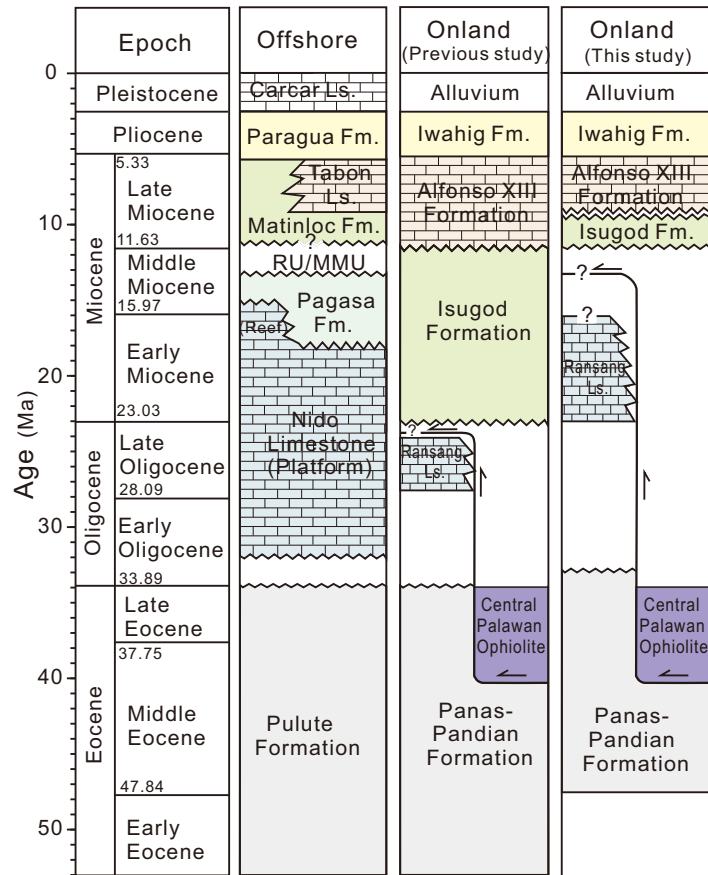 Epoch
Offshore
Onland
(Previous study)
Onland
(This study)
Age (Ma)
0
10
20
30
40
50
Pleistocene
Pliocene
Miocene
5.33
Late
Miocene
11.63
Middle
Miocene
15.97
Early
Miocene
23.03
Oligocene
Late
Oligocene
28.09
Early
Oligocene
33.89
Eocene
Late
Eocene
37.75
Middle
Eocene
47.84
Early
Eocene
Carcar Ls.
Paragua Fm.
Tabon
Ls.
Matinloc Fm.
?
RU/MMU
Pagasa
Fm.
(Reef)
Nido
Limestone
(Platform)
Pulute
Formation
Alluvium
Iwahig Fm.
Alfonso XIII
Formation
Isugod
Formation
?
Ransang
Ls.
Central
Palawan
Ophiolite
Panas-
Pandian
Formation
Alluvium
Iwahig Fm.
Alfonso XIII
Formation
Isugod Fm.
?
?
Ransang
Ls.
Central
Palawan
Ophiolite
Panas-
Pandian
Formation